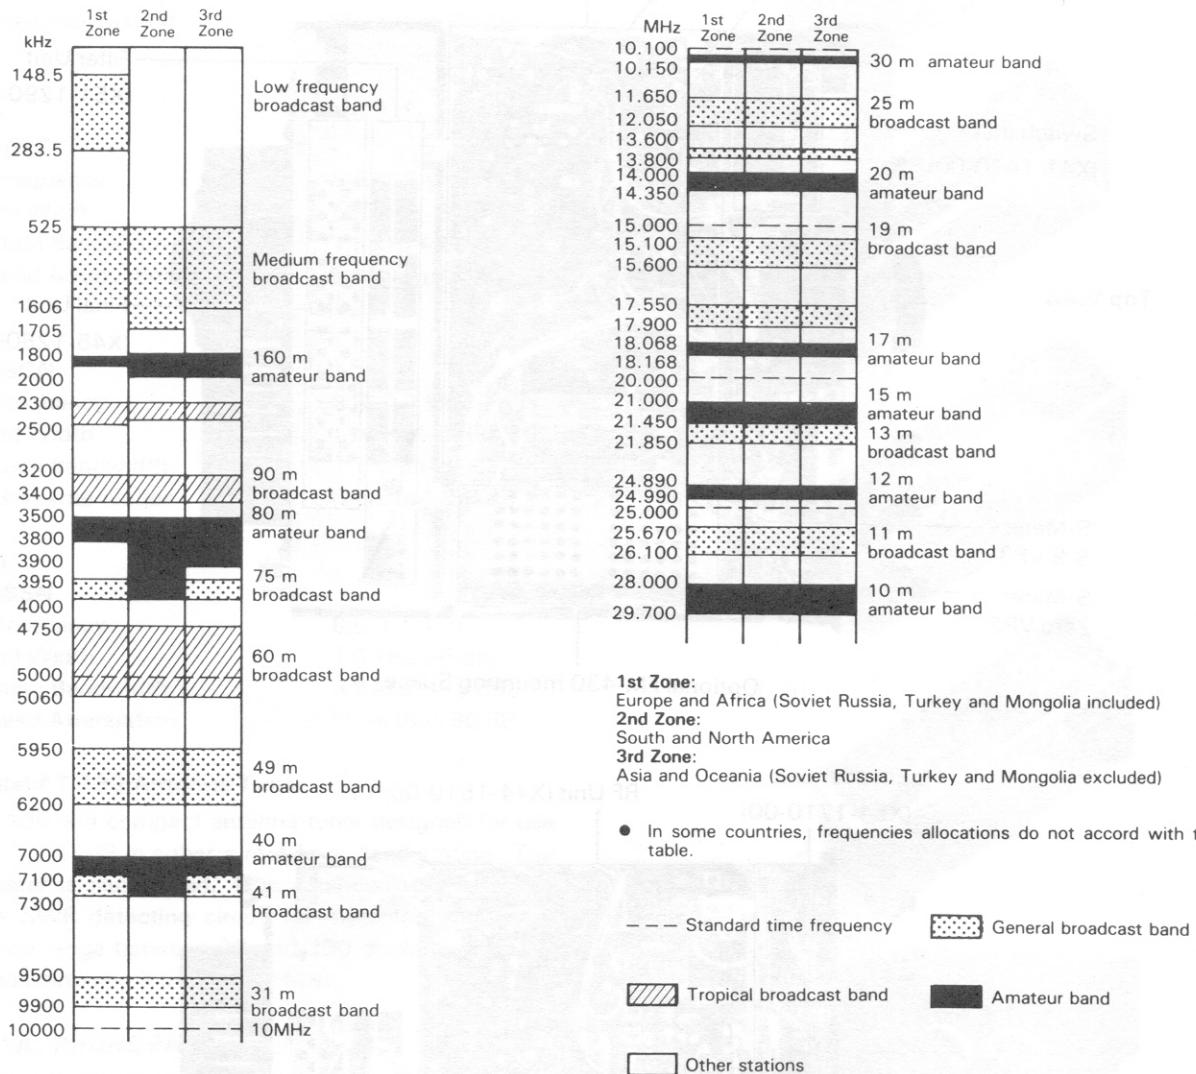 1st Zone
2nd Zone
3rd Zone
kHz
148.5
283.5
Low frequency
broadcast band
525
1606
1705
Medium frequency
broadcast band
1800
2000
160 m
amateur band
2300
2500
3200
3400
90 m
broadcast band
3500
3800
3900
80 m
amateur band
3950
4000
75 m
broadcast band
4750
5000
5060
60 m
broadcast band
5950
6200
49 m
broadcast band
7000
7100
7300
40 m
amateur band
41 m
broadcast band
9500
9900
31 m
broadcast band
10000
10MHz
MHz
1st Zone
2nd Zone
3rd Zone
10.100
10.150
30 m amateur band
11.650
12.050
25 m
broadcast band
13.600
13.800
14.000
14.350
20 m
amateur band
15.000
15.100
15.600
19 m
broadcast band
17.550
17.900
18.068
18.168
17 m
amateur band
20.000
21.000
21.450
15 m
amateur band
21.850
13 m
broadcast band
24.890
24.990
25.000
12 m
amateur band
25.670
26.100
11 m
broadcast band
28.000
29.700
10 m
amateur band
1st Zone:
Europe and Africa (Soviet Russia, Turkey and Mongolia included)
2nd Zone:
South and North America
3rd Zone:
Asia and Oceania (Soviet Russia, Turkey and Mongolia excluded)
● In some countries, frequencies allocations do not accord with
table.
Standard time frequency
General broadcast band
Tropical broadcast band
Amateur band
Other stations